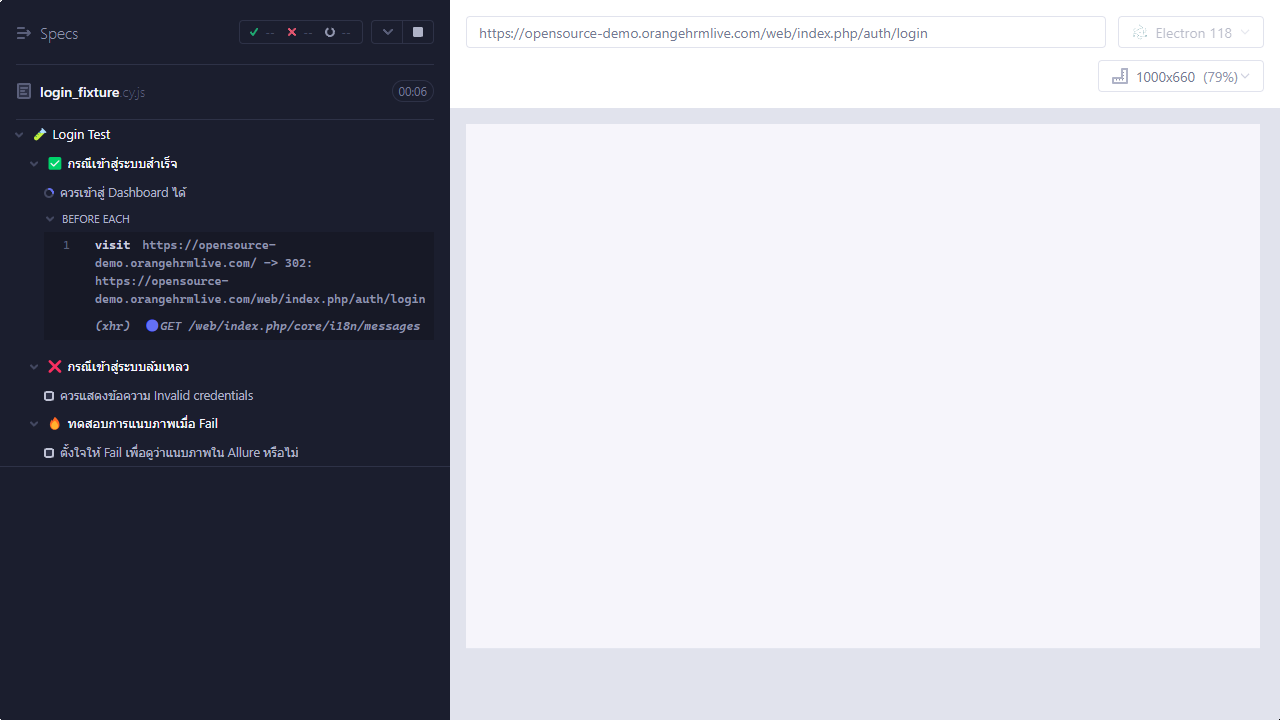 Specs
-- -- --
login_fixture.cy.js 00:06
Login Test
กรณีเข้าสู่ระบบสำเร็จ
ควรเข้าสู่ Dashboard ได้
BEFORE EACH
1 visit https://opensource-
demo.orangehrmlive.com/ -> 302:
https://opensource-
demo.orangehrmlive.com/web/index.php/auth/login
(xhr) GET /web/index.php/core/i18n/messages
กรณีเข้าสู่ระบบล้มเหลว
ควรแสดงข้อความ Invalid credentials
ทดสอบการแนบภาพเมื่อ Fail
ตั้งใจให้ Fail เพื่อดูว่าแนบภาพใน Allure หรือไม่
https://opensource-demo.orangehrmlive.com/web/index.php/auth/login
Electron 118
1000x660 (79%)